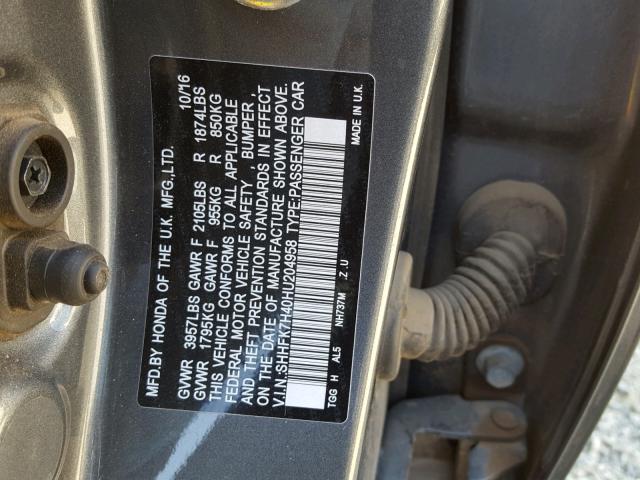 MFD.BY HONDA OF THE U.K. MFG.,LTD.
10/16
GVWR 3957LBS GAWR F 2105LBS R 1874LBS
GVWR 1795KG GAWR F 955KG R 850KG
THIS VEHICLE CONFORMS TO ALL APPLICABLE
FEDERAL MOTOR VEHICLE SAFETY, BUMPER,
AND THEFT PREVENTION STANDARDS IN EFFECT
ON THE DATE OF MANUFACTURE SHOWN ABOVE.
V.I.N.:SHHFK7H40HU204958 TYPE:PASSENGER CAR
MADE IN U.K.
NH737M .Z.U
TGG H AL5